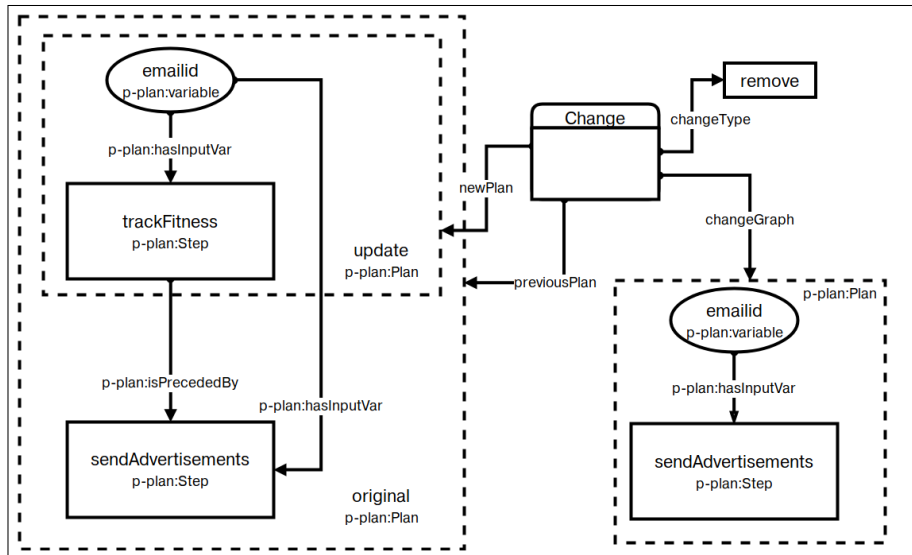 emailid
p-plan:variable
p-plan:hasInputVar
trackFitness
p-plan:Step
update
p-plan:Plan
p-plan:isPrecededBy
p-plan:hasInputVar
sendAdvertisements
p-plan:Step
original
p-plan:Plan
Change
newPlan
previousPlan
changeType
remove
changeGraph
p-plan:Plan
emailid
p-plan:variable
p-plan:hasInputVar
sendAdvertisements
p-plan:Step